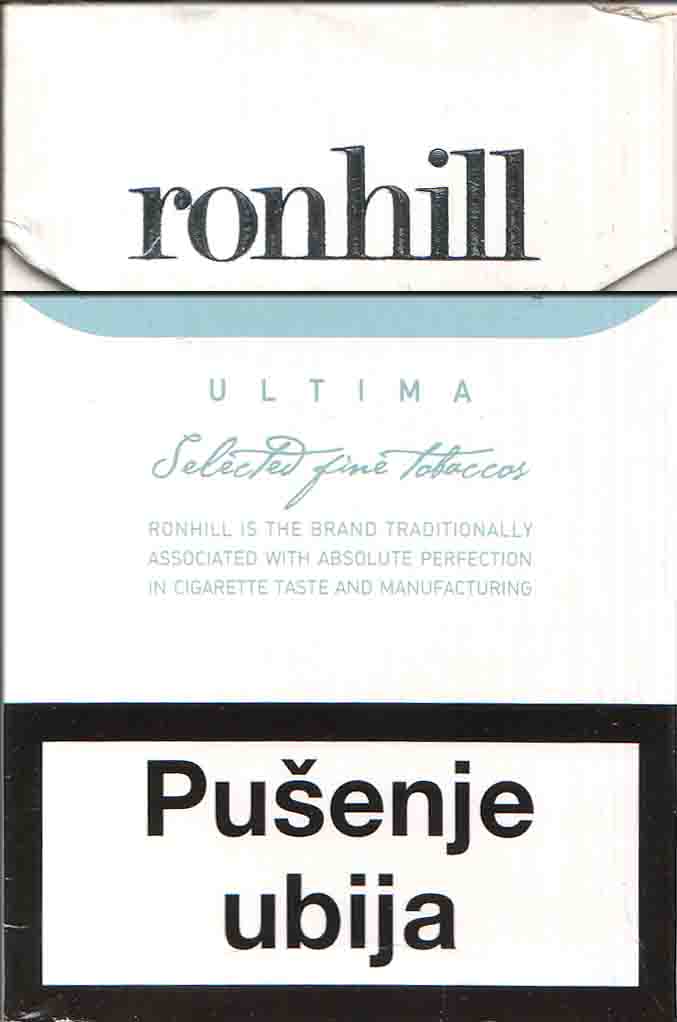 ronhill
ULTIMA
Selected fine tobaccos
RONHILL IS THE BRAND TRADITIONALLY
ASSOCIATED WITH ABSOLUTE PERFECTION
IN CIGARETTE TASTE AND MANUFACTURING
Pušenje
ubija